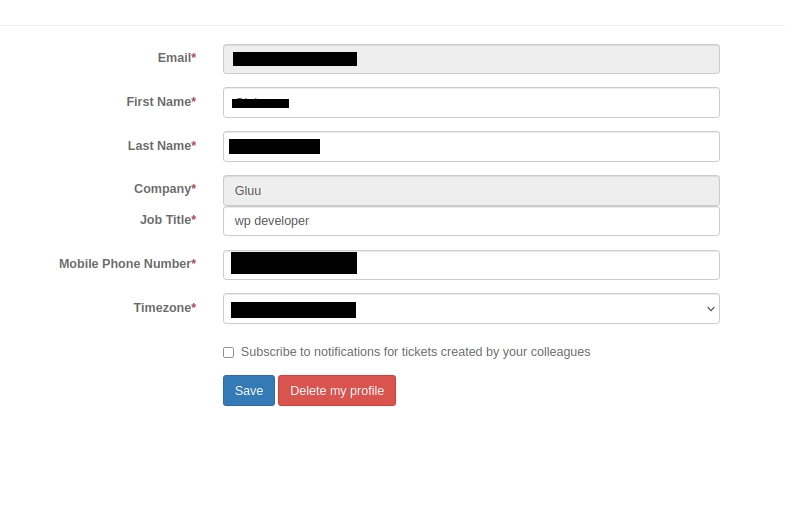 Email*
First Name*
Last Name*
Company* Gluu
Job Title* wp developer
Mobile Phone Number*
Timezone*
Subscribe to notifications for tickets created by your colleagues
Save Delete my profile